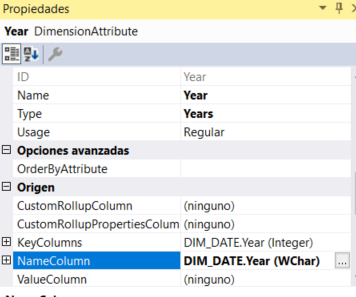 Propiedades
Year DimensionAttribute
ID Year
Name Year
Type Years
Usage Regular
Opciones avanzadas
OrderByAttribute
Origen
CustomRollupColumn (ninguno)
CustomRollupPropertiesColum (ninguno)
KeyColumns DIM_DATE.Year (Integer)
NameColumn DIM_DATE.Year (WChar) ...
ValueColumn (ninguno)